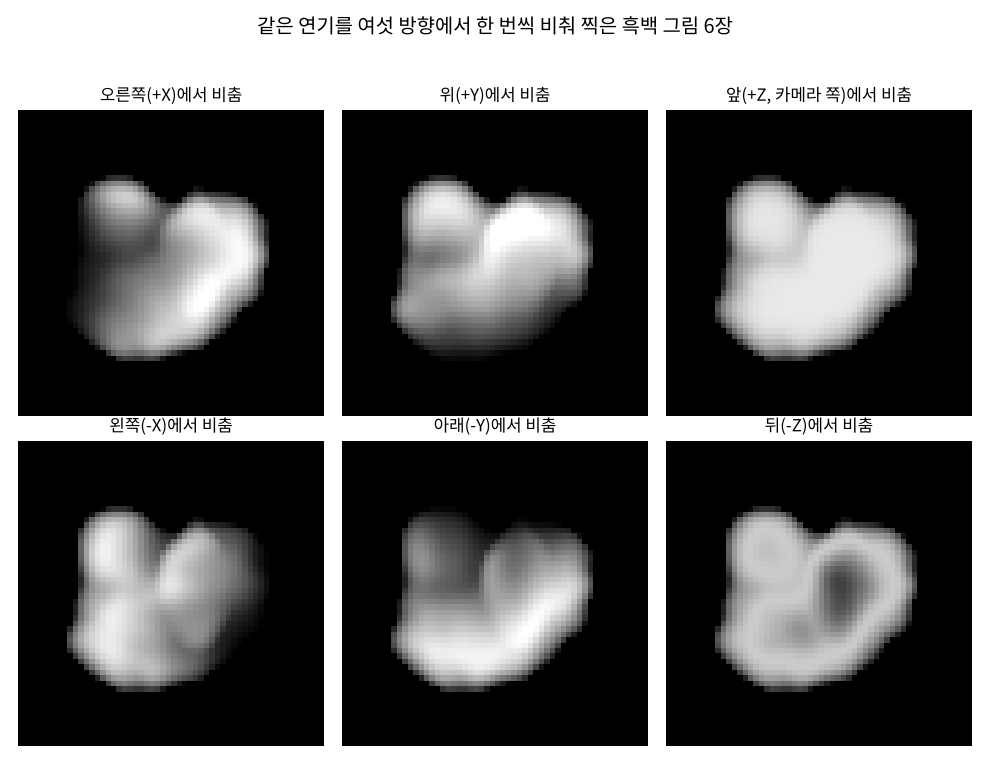 같은 연기를 여섯 방향에서 한 번씩 비춰 찍은 흑백 그림 6장
오른쪽(+X)에서 비춤
위(+Y)에서 비춤
앞(+Z, 카메라 쪽)에서 비춤
왼쪽(-X)에서 비춤
아래(-Y)에서 비춤
뒤(-Z)에서 비춤